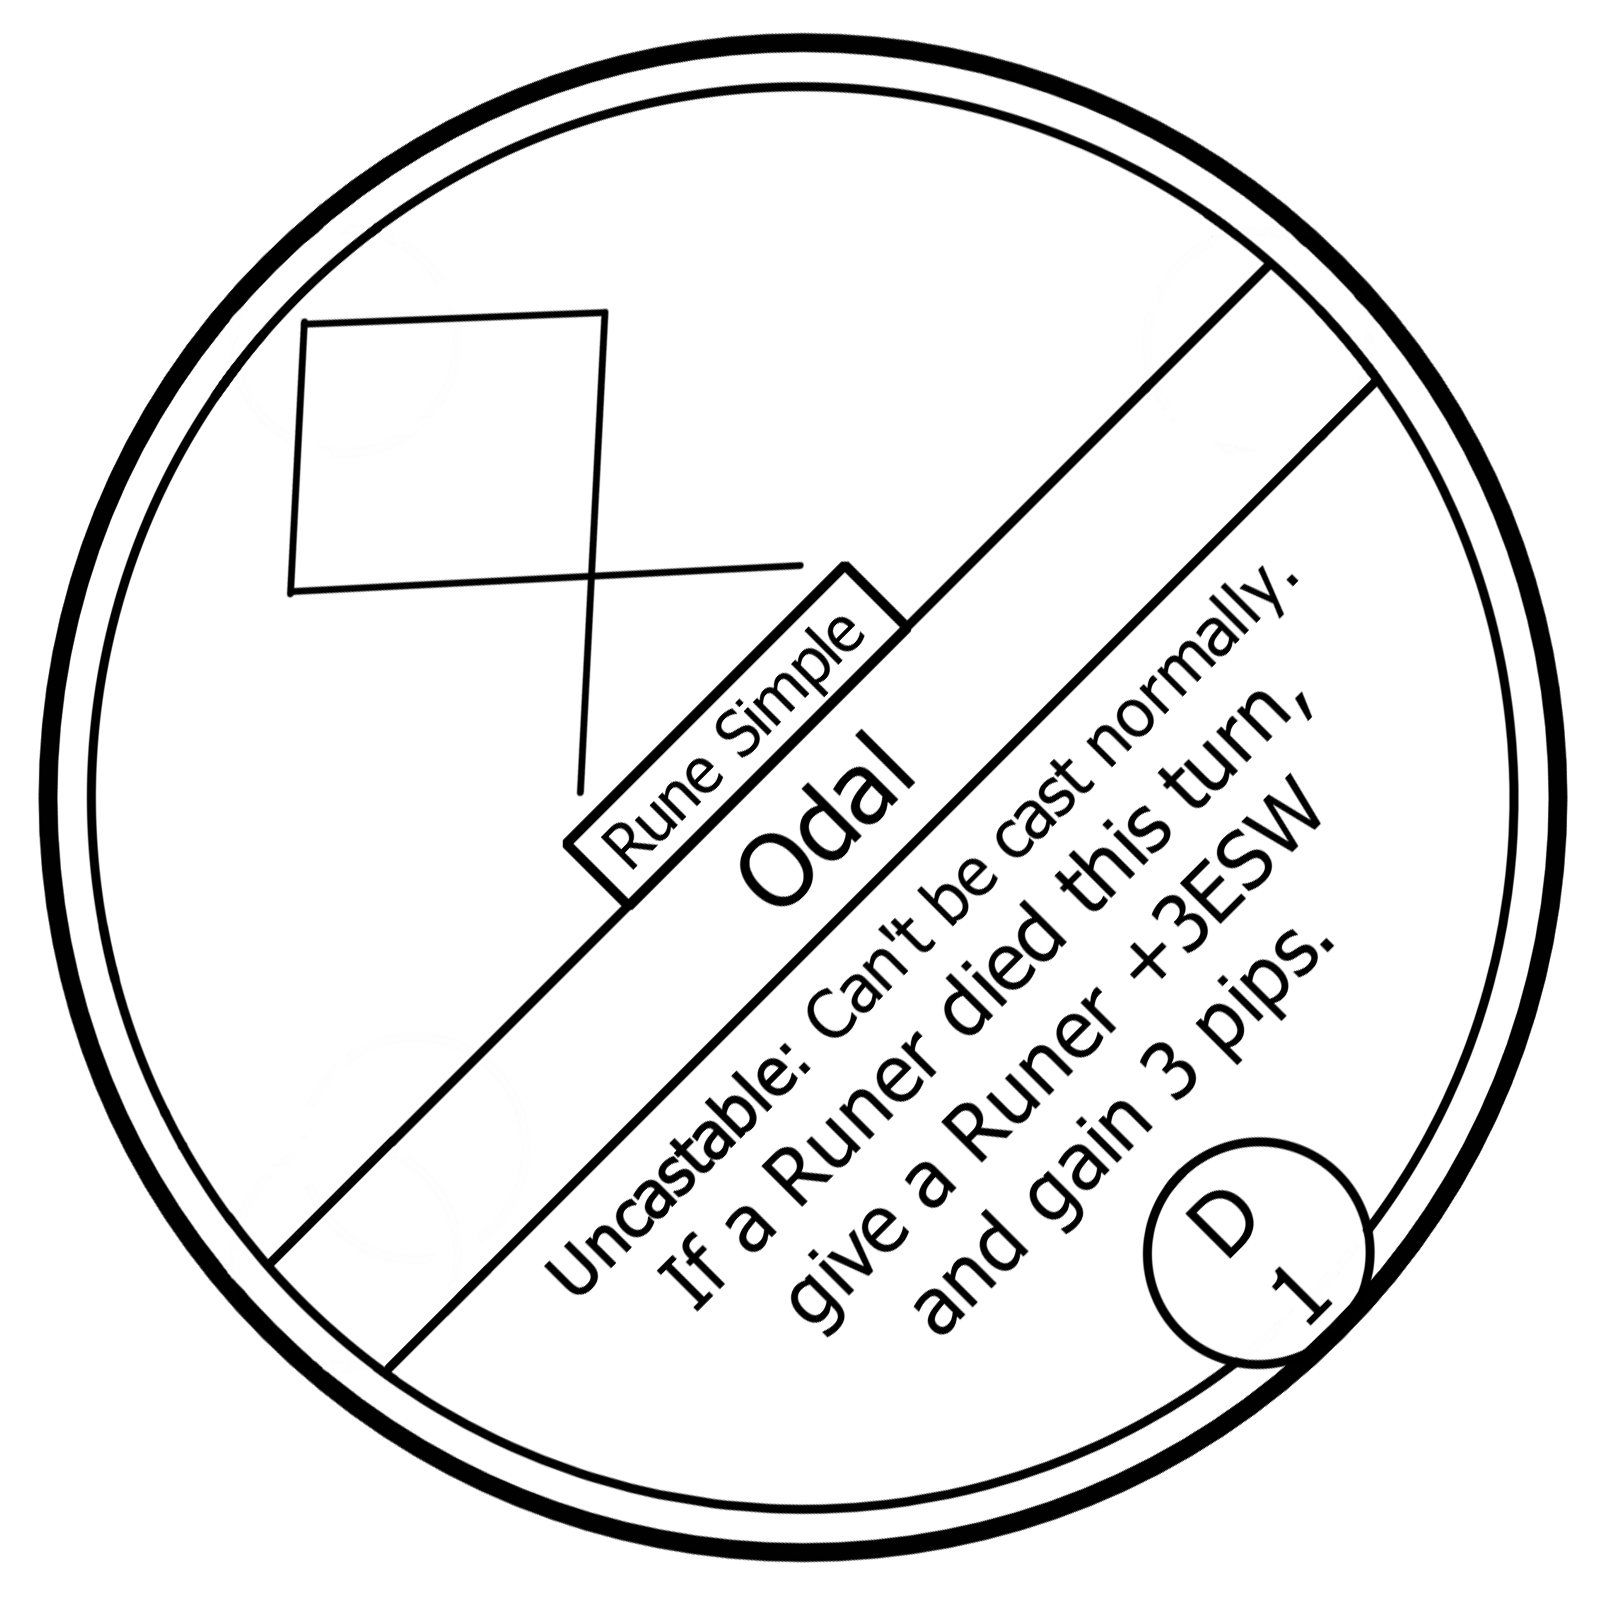 Rune Simple
Odal
Uncastable: Can't be cast normally.
If a Runer died this turn,
give a Runer +3ESW
and gain 3 pips.
D
1